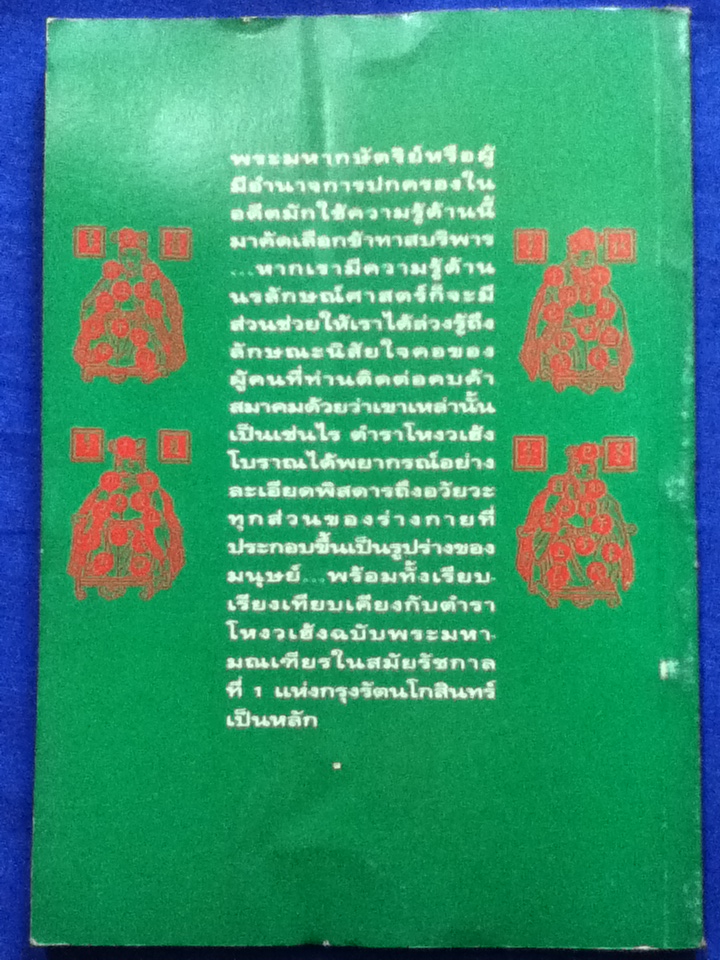 พระมหากษัตริย์หรือผู้
มีอำนาจการปกครองใน
อดีตมักใช้ความรู้ด้านนี้
มาคัดเลือกข้าทาสบริพาร
...หากเรามีความรู้ด้าน
นรลักษณ์ศาสตร์ก็จะมี
ส่วนช่วยให้เราได้ล่วงรู้ถึง
ลักษณะนิสัยใจคอของ
ผู้คนที่ท่านติดต่อคบค้า
สมาคมด้วยว่าเขาเหล่านั้น
เป็นเช่นไร ตำราโหงวเฮ้ง
โบราณได้พยากรณ์อย่าง
ละเอียดพิสดารถึงอวัยวะ
ทุกส่วนของร่างกายที่
ประกอบขึ้นเป็นรูปร่างของ
มนุษย์...พร้อมทั้งเรียบ-
เรียงเทียบเคียงกับตำรา
โหงวเฮ้งฉบับพระมหา-
มณเฑียรในสมัยรัชกาล
ที่ 1 แห่งกรุงรัตนโกสินทร์
เป็นหลัก